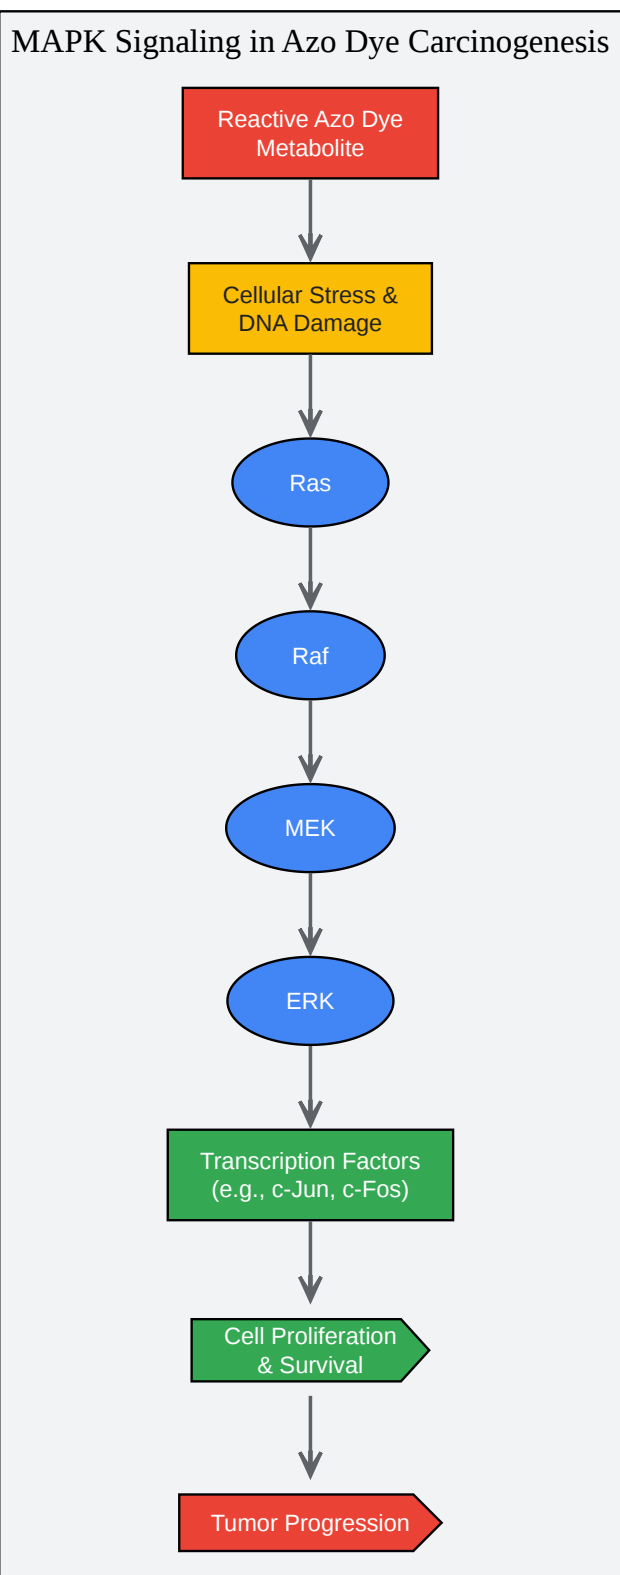 MAPK Signaling in Azo Dye Carcinogenesis
Reactive Azo Dye
Metabolite
Cellular Stress &
DNA Damage
Ras
Raf
MEK
ERK
Transcription Factors
(e.g., c-Jun, c-Fos)
Cell Proliferation
& Survival
Tumor Progression